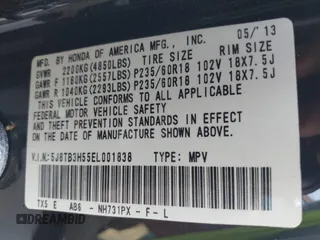 MFD. BY HONDA OF AMERICA MFG., INC. 05/13
TIRE SIZE RIM SIZE
GVWR 2200KG(4850LBS)
GAWR F 1160KG(2557LBS) P235/60R18 102V 18X7.5J
GAWR R 1040KG(2293LBS) P235/60R18 102V 18X7.5J
THIS VEHICLE CONFORMS TO ALL APPLICABLE
FEDERAL MOTOR VEHICLE SAFETY AND THEFT PREVENTION
STANDARDS IN EFFECT ON THE DATE OF MANUFACTURE
SHOWN ABOVE.
V.I.N:5J8TB3H55EL001838 TYPE: MPV
TX5 E AB6 - NH731PX - F - L
DREAMBID